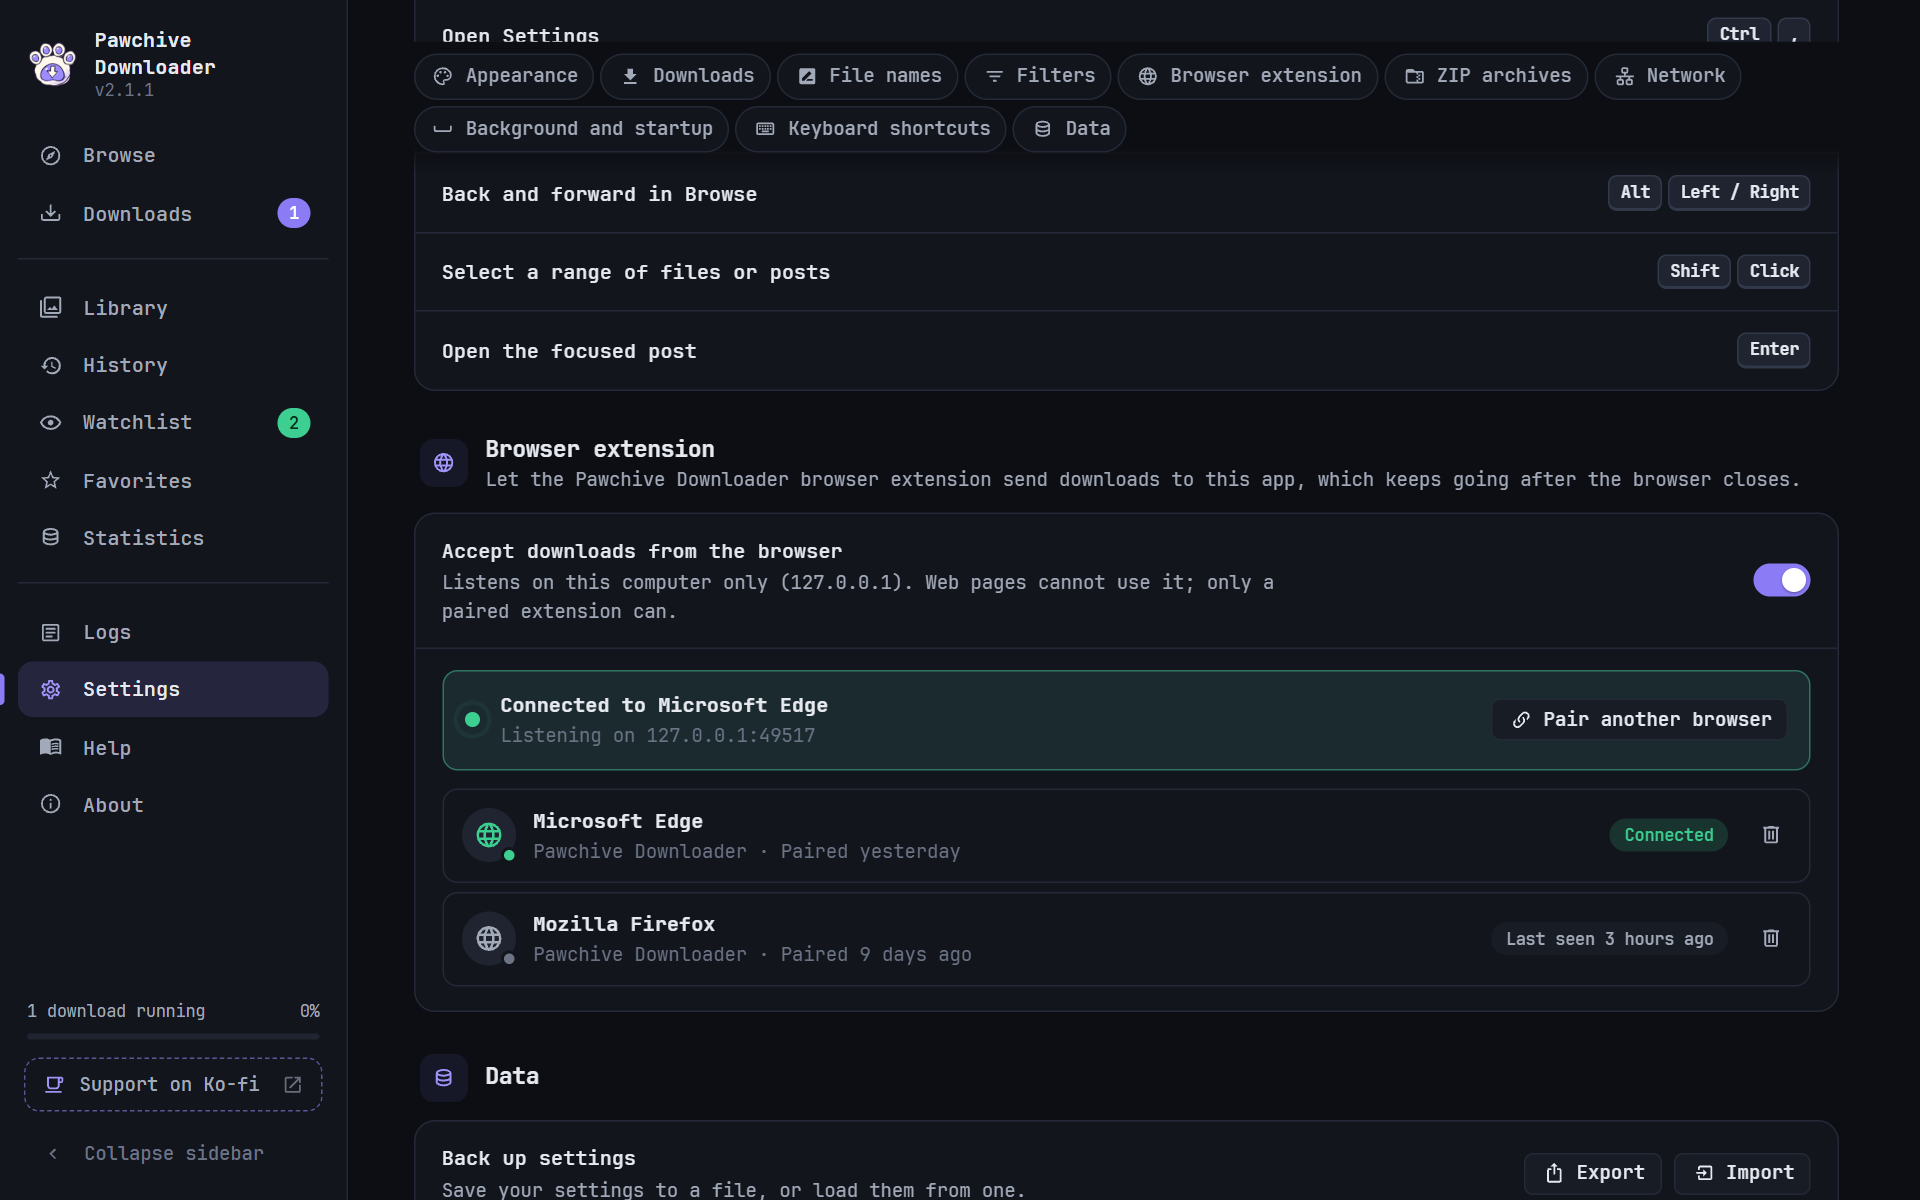 Pawchive
Downloader
v2.1.1
Browse
Downloads 1
Library
History
Watchlist 2
Favorites
Statistics
Logs
Settings
Help
About
1 download running 0%
Support on Ko-fi
Collapse sidebar
Open Settings Ctrl ,
Appearance Downloads File names Filters Browser extension ZIP archives Network
Background and startup Keyboard shortcuts Data
Back and forward in Browse Alt Left / Right
Select a range of files or posts Shift Click
Open the focused post Enter
Browser extension
Let the Pawchive Downloader browser extension send downloads to this app, which keeps going after the browser closes.
Accept downloads from the browser
Listens on this computer only (127.0.0.1). Web pages cannot use it; only a
paired extension can.
Connected to Microsoft Edge
Listening on 127.0.0.1:49517
Pair another browser
Microsoft Edge
Pawchive Downloader · Paired yesterday
Connected
Mozilla Firefox
Pawchive Downloader · Paired 9 days ago
Last seen 3 hours ago
Data
Back up settings
Save your settings to a file, or load them from one.
Export Import